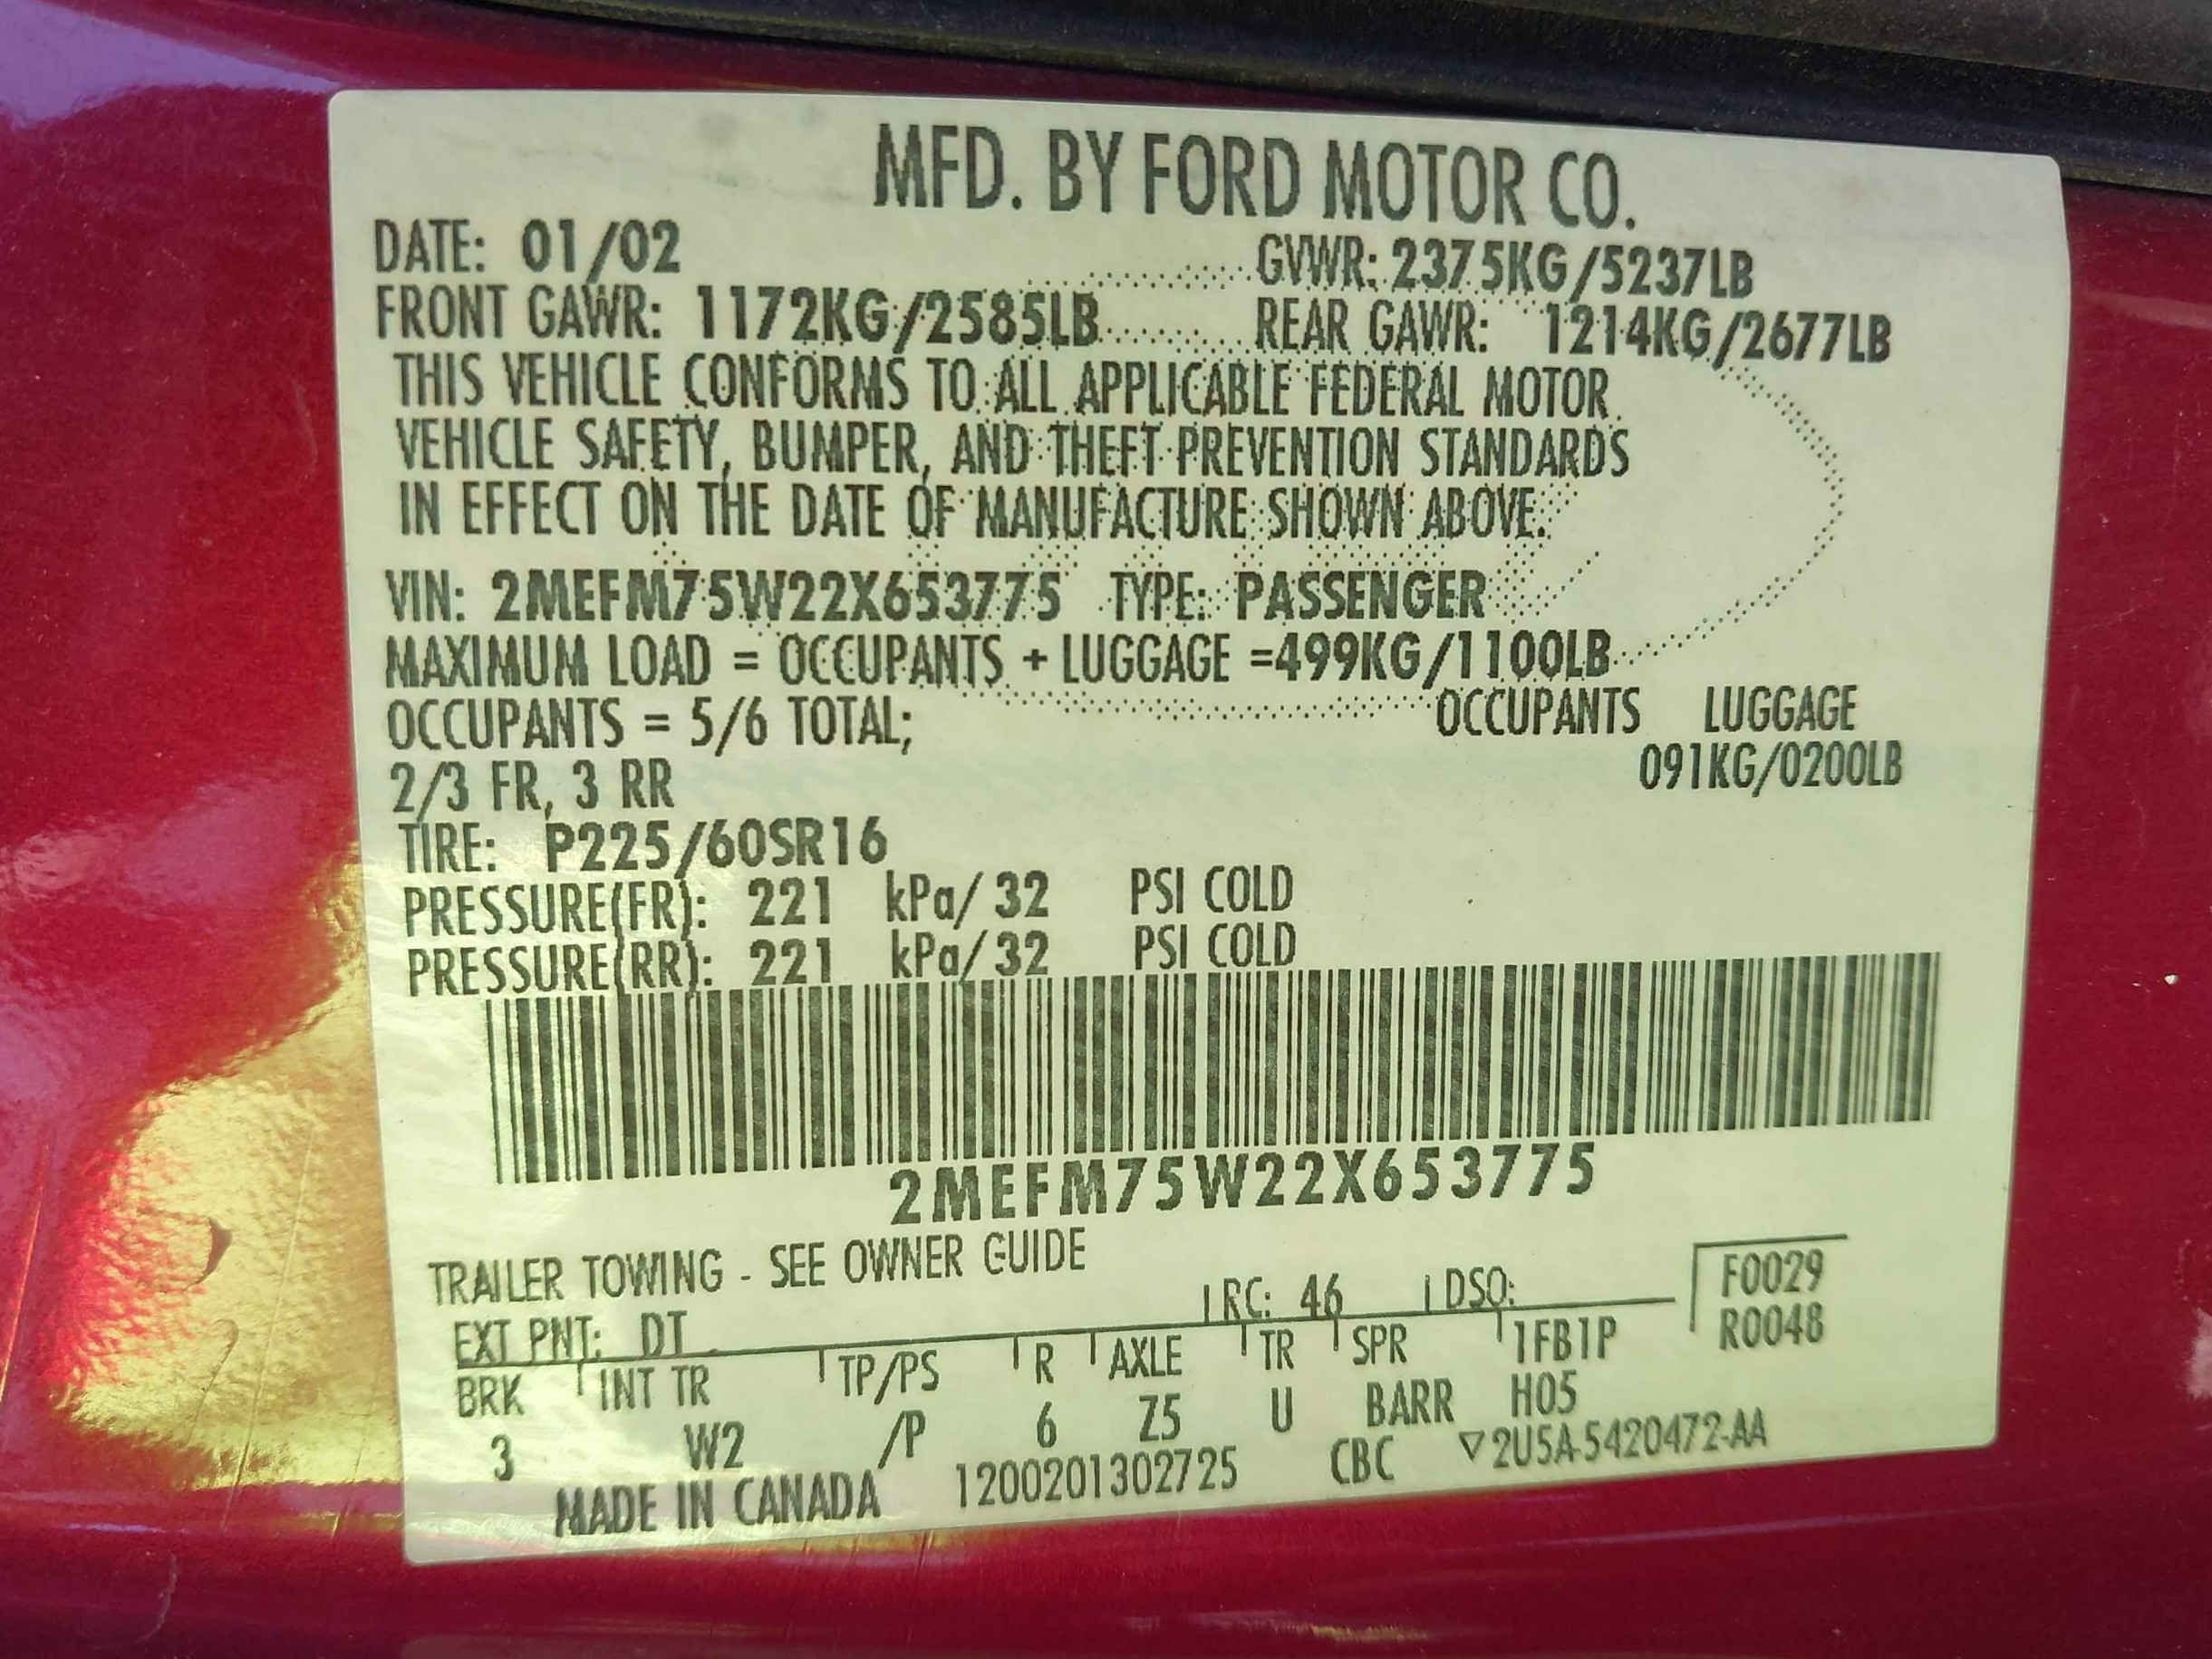 MFD. BY FORD MOTOR CO.
DATE: 01/02 GVWR: 2375KG/5237LB
FRONT GAWR: 1172KG/2585LB REAR GAWR: 1214KG/2677LB
THIS VEHICLE CONFORMS TO ALL APPLICABLE FEDERAL MOTOR
VEHICLE SAFETY, BUMPER, AND THEFT PREVENTION STANDARDS
IN EFFECT ON THE DATE OF MANUFACTURE SHOWN ABOVE.
VIN: 2MEFM75W22X653775 TYPE: PASSENGER
MAXIMUM LOAD = OCCUPANTS + LUGGAGE =499KG/1100LB
OCCUPANTS = 5/6 TOTAL; OCCUPANTS LUGGAGE
2/3 FR, 3 RR 091KG/0200LB
TIRE: P225/60SR16
PRESSURE(FR): 221 kPa/ 32 PSI COLD
PRESSURE(RR): 221 kPa/ 32 PSI COLD
2MEFM75W22X653775
TRAILER TOWING - SEE OWNER GUIDE
EXT PNT: DT RC: 46 DSO: F0029
R0048
BRK INT TR TP/PS R AXLE TR SPR 1FB1P
3 W2 /P 6 Z5 U BARR H05
MADE IN CANADA 1200201302725 CBC ▽2U5A-5420472-AA